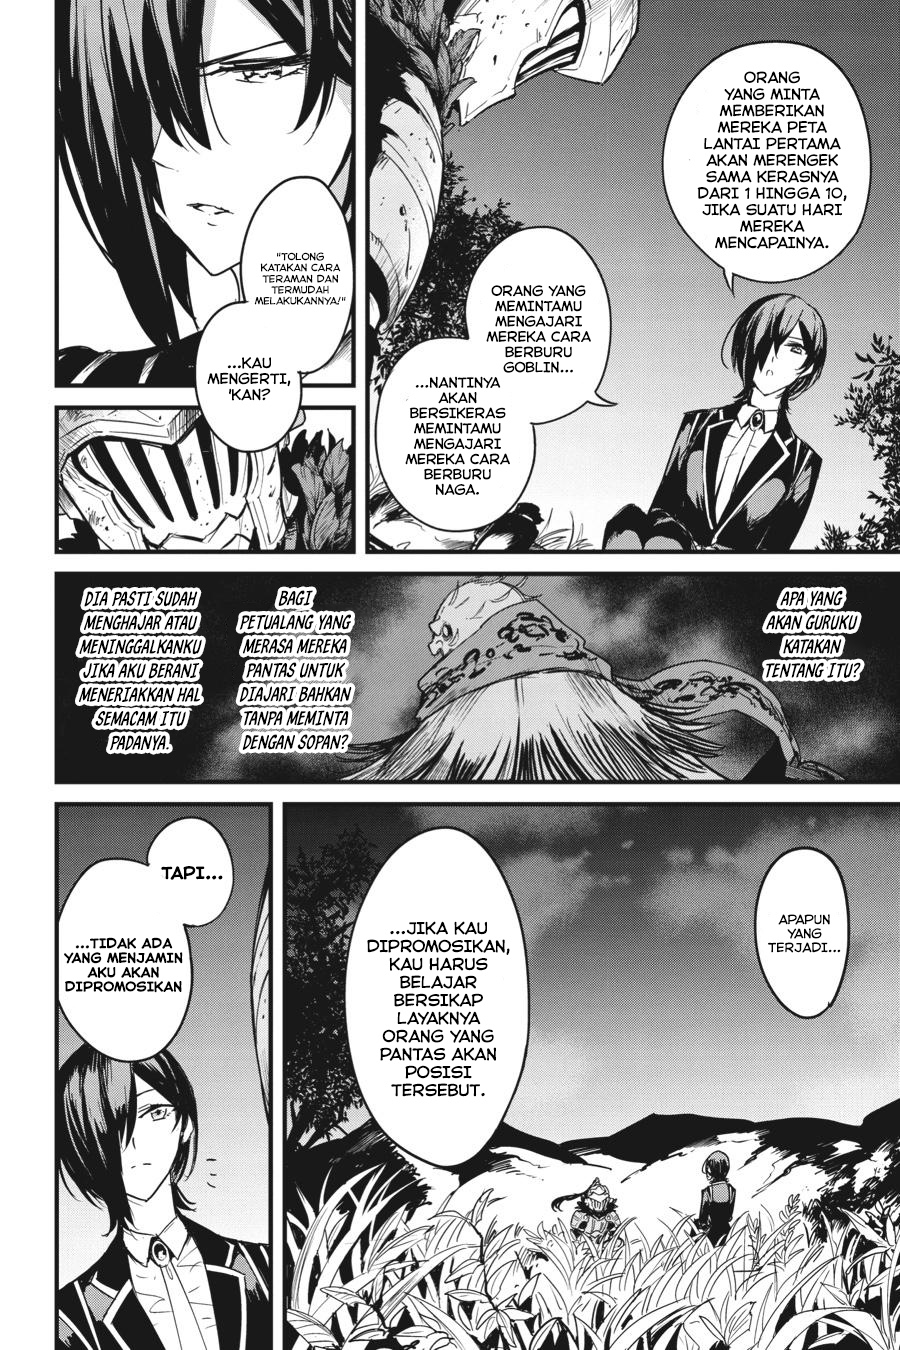 ORANG
YANG MINTA
MEMBERIKAN
MEREKA PETA
LANTAI PERTAMA
AKAN MERENGEK
SAMA KERASNYA
DARI 1 HINGGA 10,
JIKA SUATU HARI
MEREKA
MENCAPAINYA.
ORANG YANG
MEMINTAMU
MENGAJARI
MEREKA CARA
BERBURU
GOBLIN...
...NANTINYA
AKAN
BERSIKERAS
MEMINTAMU
MENGAJARI
MEREKA CARA
BERBURU
NAGA.
"TOLONG
KATAKAN CARA
TERAMAN DAN
TERMUDAH
MELAKUKANNYA!"
...KAU
MENGERTI,
'KAN?
APA YANG
AKAN GURUKU
KATAKAN
TENTANG ITU?
BAGI
PETUALANG YANG
MERASA MEREKA
PANTAS UNTUK
DIAJARI BAHKAN
TANPA MEMINTA
DENGAN SOPAN?
DIA PASTI SUDAH
MENGHAJAR ATAU
MENINGGALKANKU
JIKA AKU BERANI
MENERIAKKAN HAL
SEMACAM ITU
PADANYA.
APAPUN
YANG
TERJADI...
...JIKA KAU
DIPROMOSIKAN,
KAU HARUS
BELAJAR
BERSIKAP
LAYAKNYA
ORANG YANG
PANTAS AKAN
POSISI
TERSEBUT.
TAPI...
...TIDAK ADA
YANG MENJAMIN
AKU AKAN
DIPROMOSIKAN